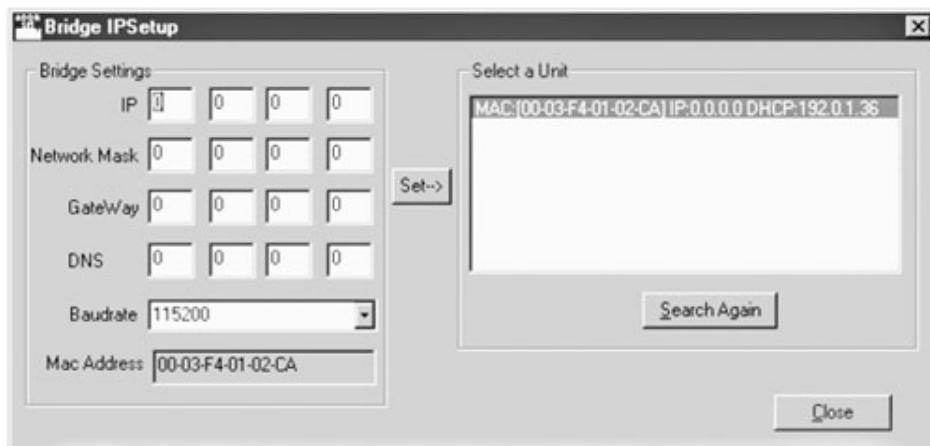 Bridge IPSetup
Bridge Settings
IP 0 0 0 0
Network Mask 0 0 0 0
GateWay 0 0 0 0
DNS 0 0 0 0
Baudrate 115200
Mac Address 00-03-F4-01-02-CA
Set-->
Select a Unit
MAC:[00-03-F4-01-02-CA] IP:0.0.0.0 DHCP:192.0.1.36
Search Again
Close